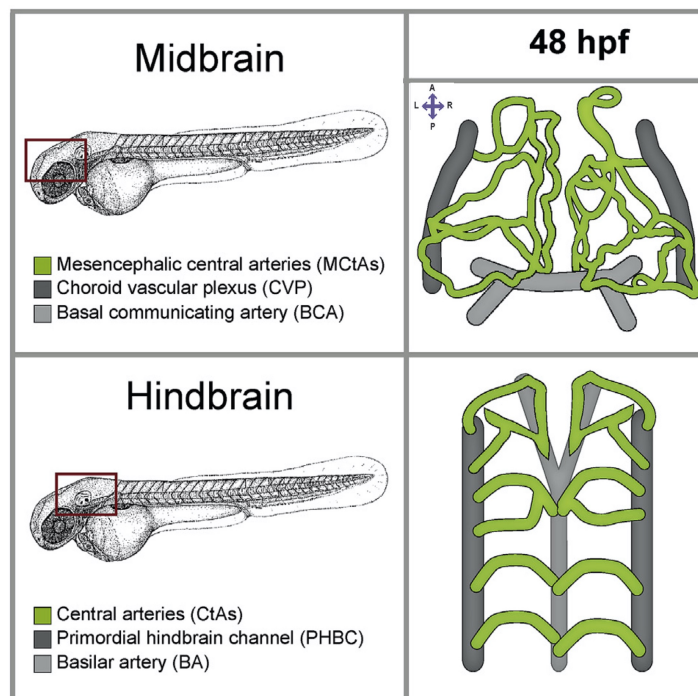 Midbrain
48 hpf
A
L R
P
Mesencephalic central arteries (MCtAs)
Choroid vascular plexus (CVP)
Basal communicating artery (BCA)
Hindbrain
Central arteries (CtAs)
Primordial hindbrain channel (PHBC)
Basilar artery (BA)